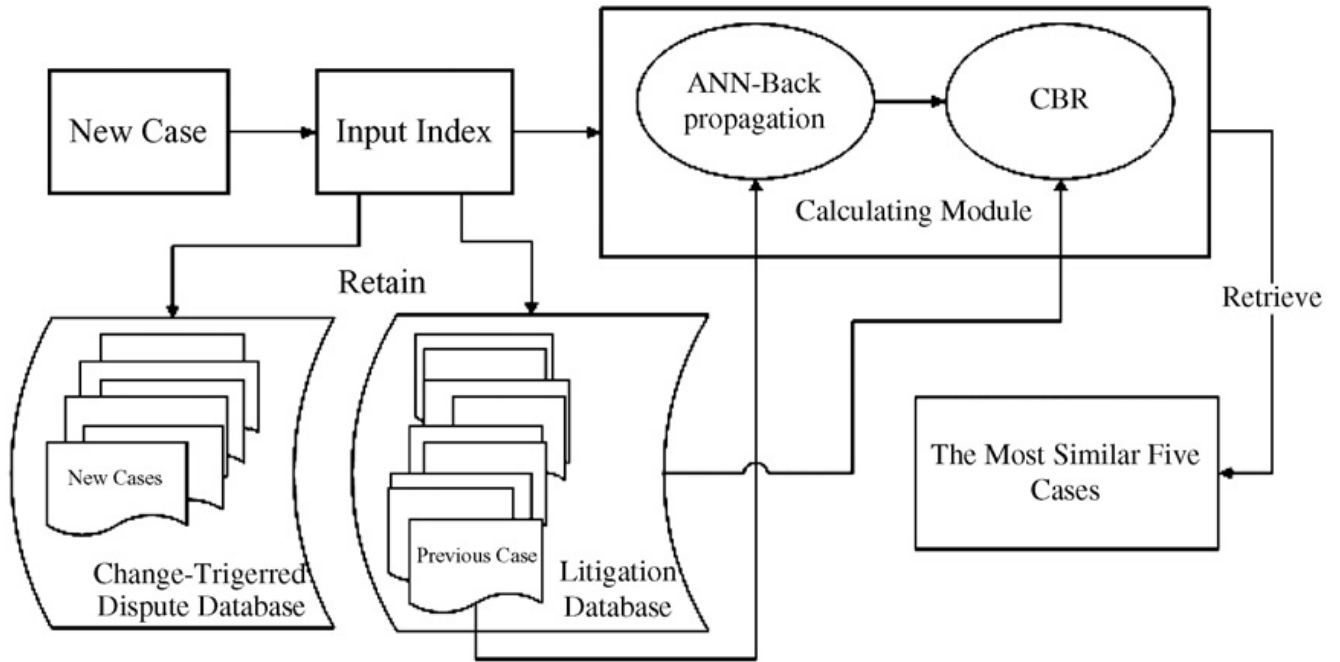 New Case
Input Index
ANN-Back
propagation
CBR
Calculating Module
Retain
Retrieve
New Cases
Change-Trigerred
Dispute Database
Previous Case
Litigation
Database
The Most Similar Five
Cases